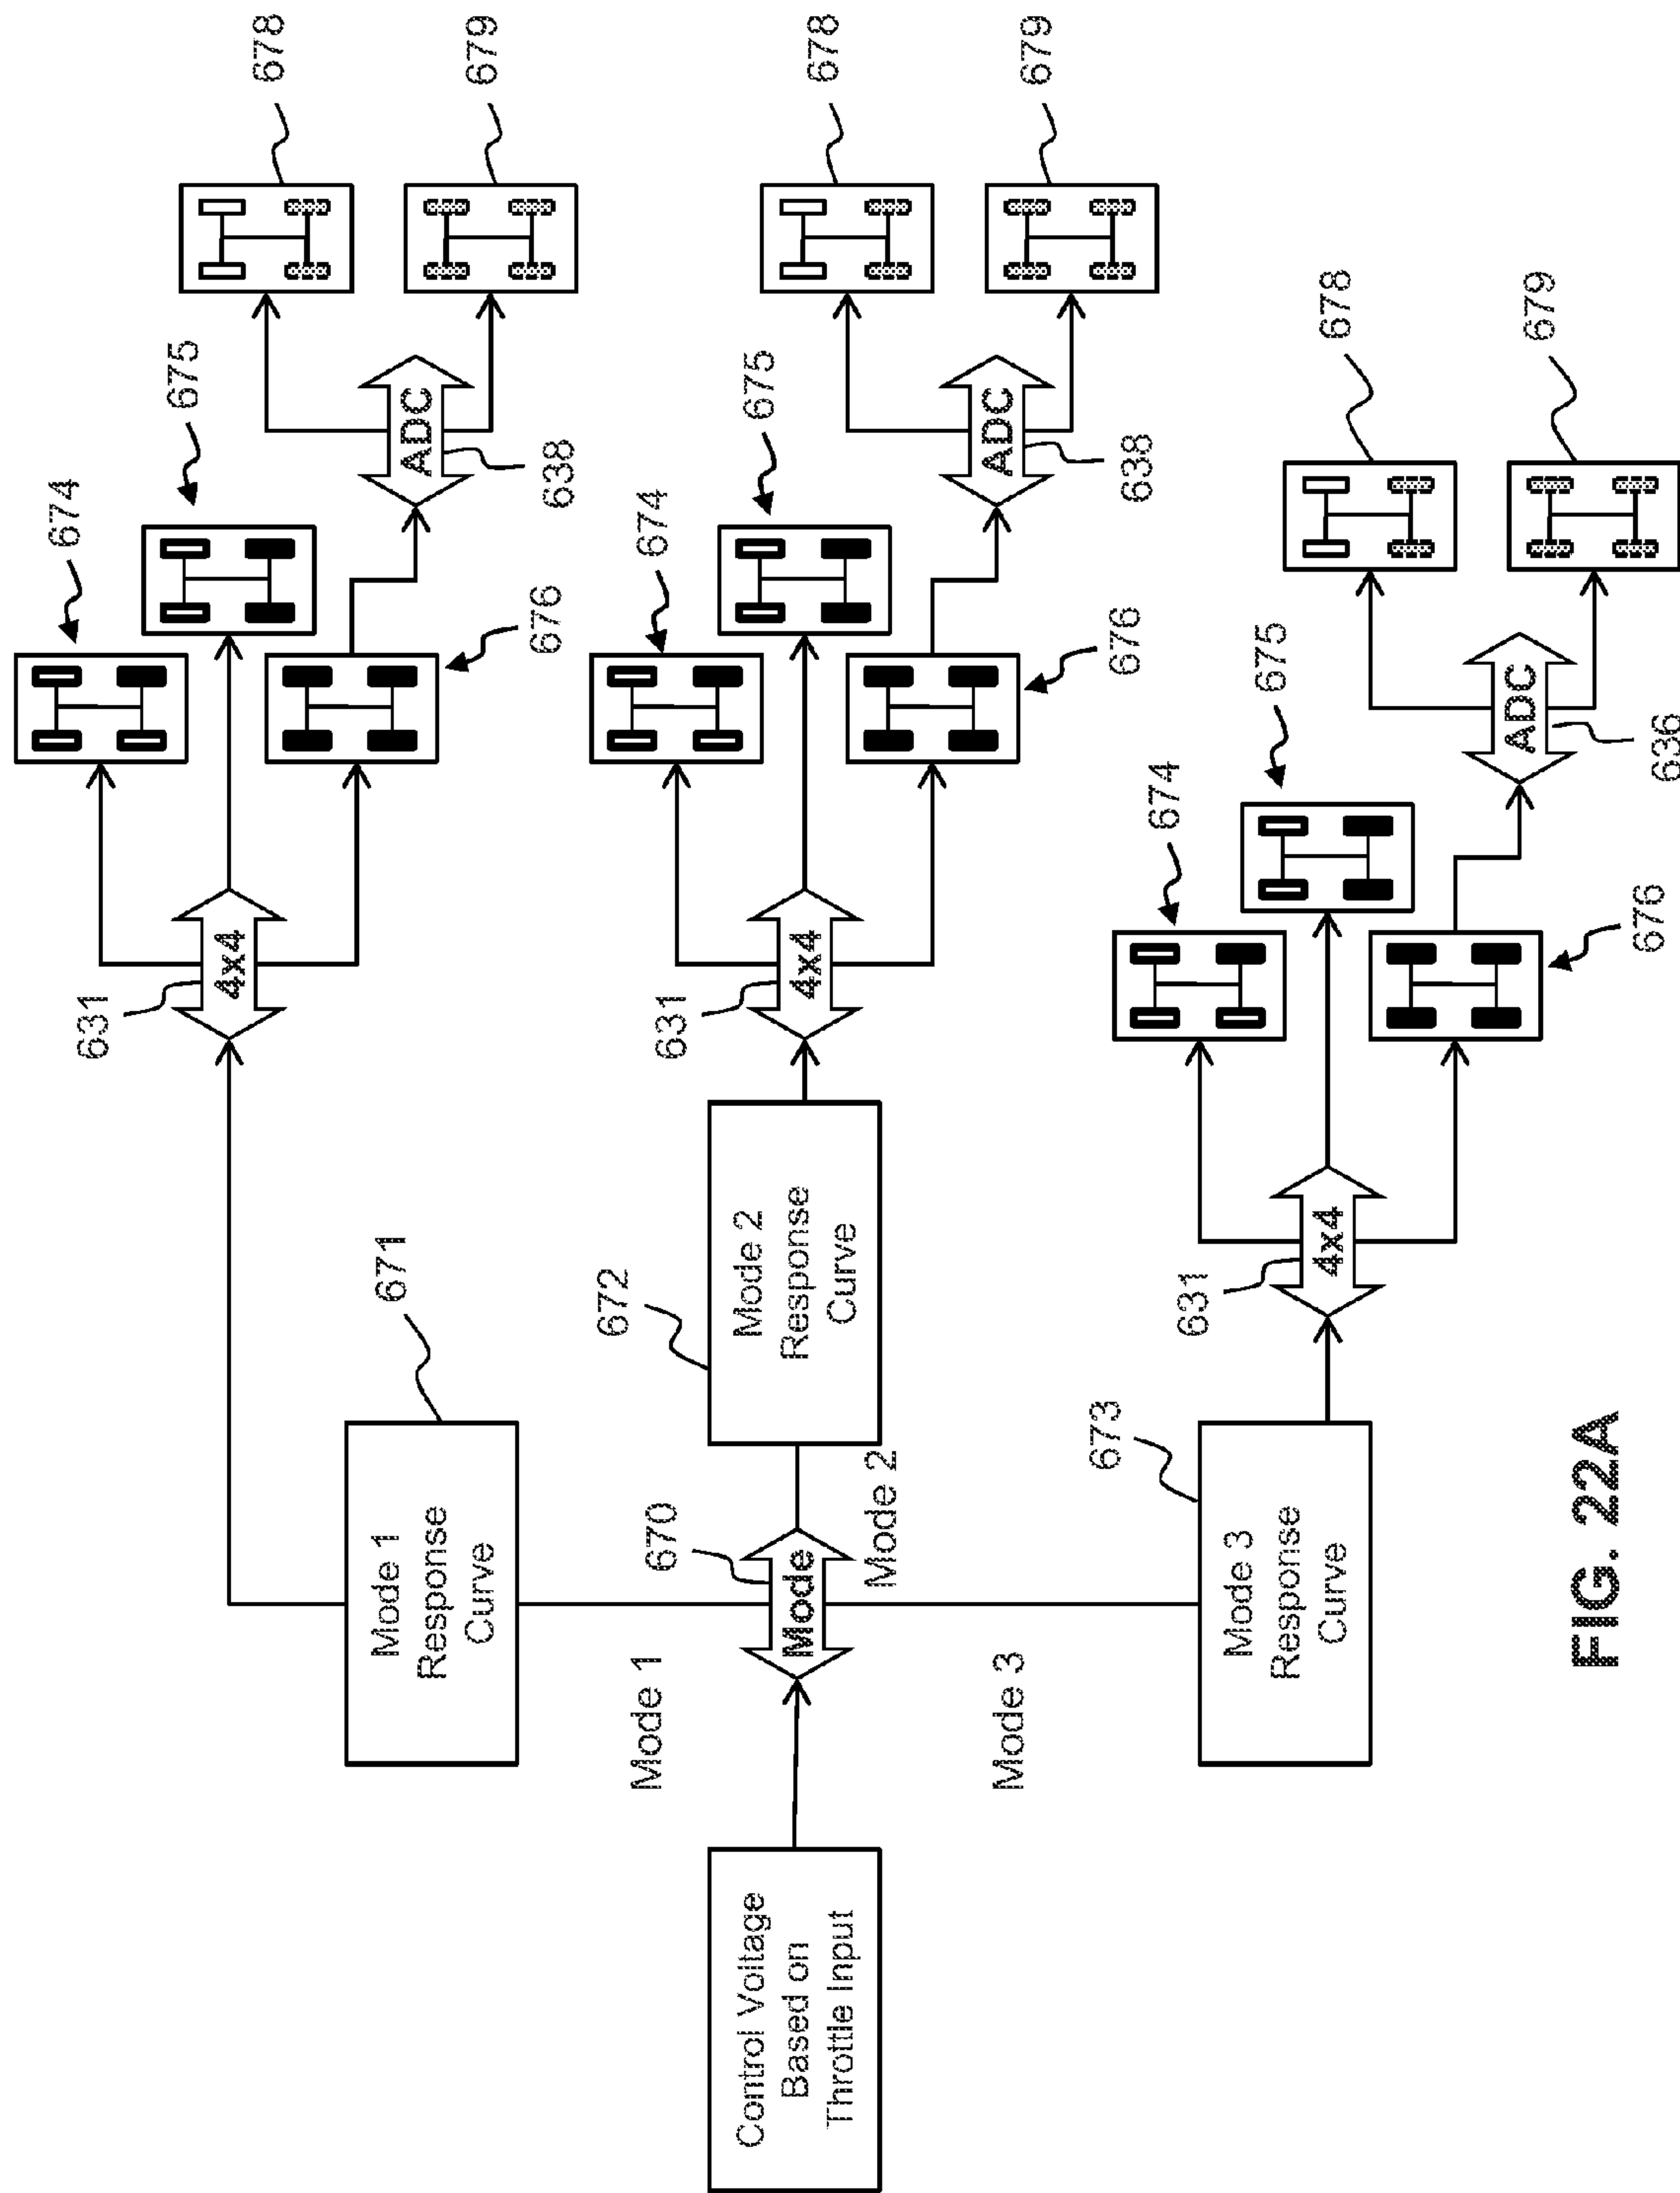 Control Voltage
Based on
Throttle Input
Mode 1
Mode
670
Mode 2
Mode 3
Mode 1
Response
Curve
671
Mode 2
Response
Curve
672
Mode 3
Response
Curve
673
631
4x4
674
675
676
ADC
638
678
679
631
4x4
674
675
676
ADC
638
678
679
631
4x4
674
675
676
ADC
636
678
679
FIG. 22A